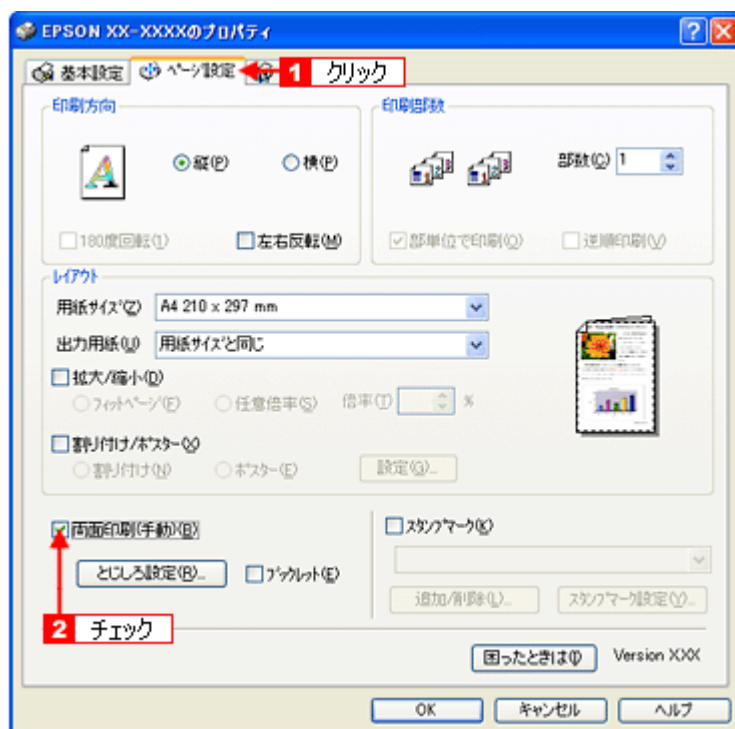 EPSON XX-XXXXのプロパティ
基本設定 ページ設定 1 クリック
印刷方向 印刷部数
縦(P) 横(P) 部数(C) 1
180度回転(1) 左右反転(M) 部単位で印刷(O) 逆順印刷(V)
レイアウト
用紙サイズ(Z) A4 210 x 297 mm
出力用紙(U) 用紙サイズと同じ
拡大/縮小(D)
フィットページ(F) 任意倍率(S) 倍率(T) %
割り付け/ポスター(X)
割り付け(N) ポスター(E) 設定(G)...
両面印刷(手動)(B) スタンプマーク(K)
とじしろ設定(R)... ブックレット(E)
追加/削除(L)... スタンプマーク設定(Y)...
2 チェック
困ったときは(I) Version XXX
OK キャンセル ヘルプ